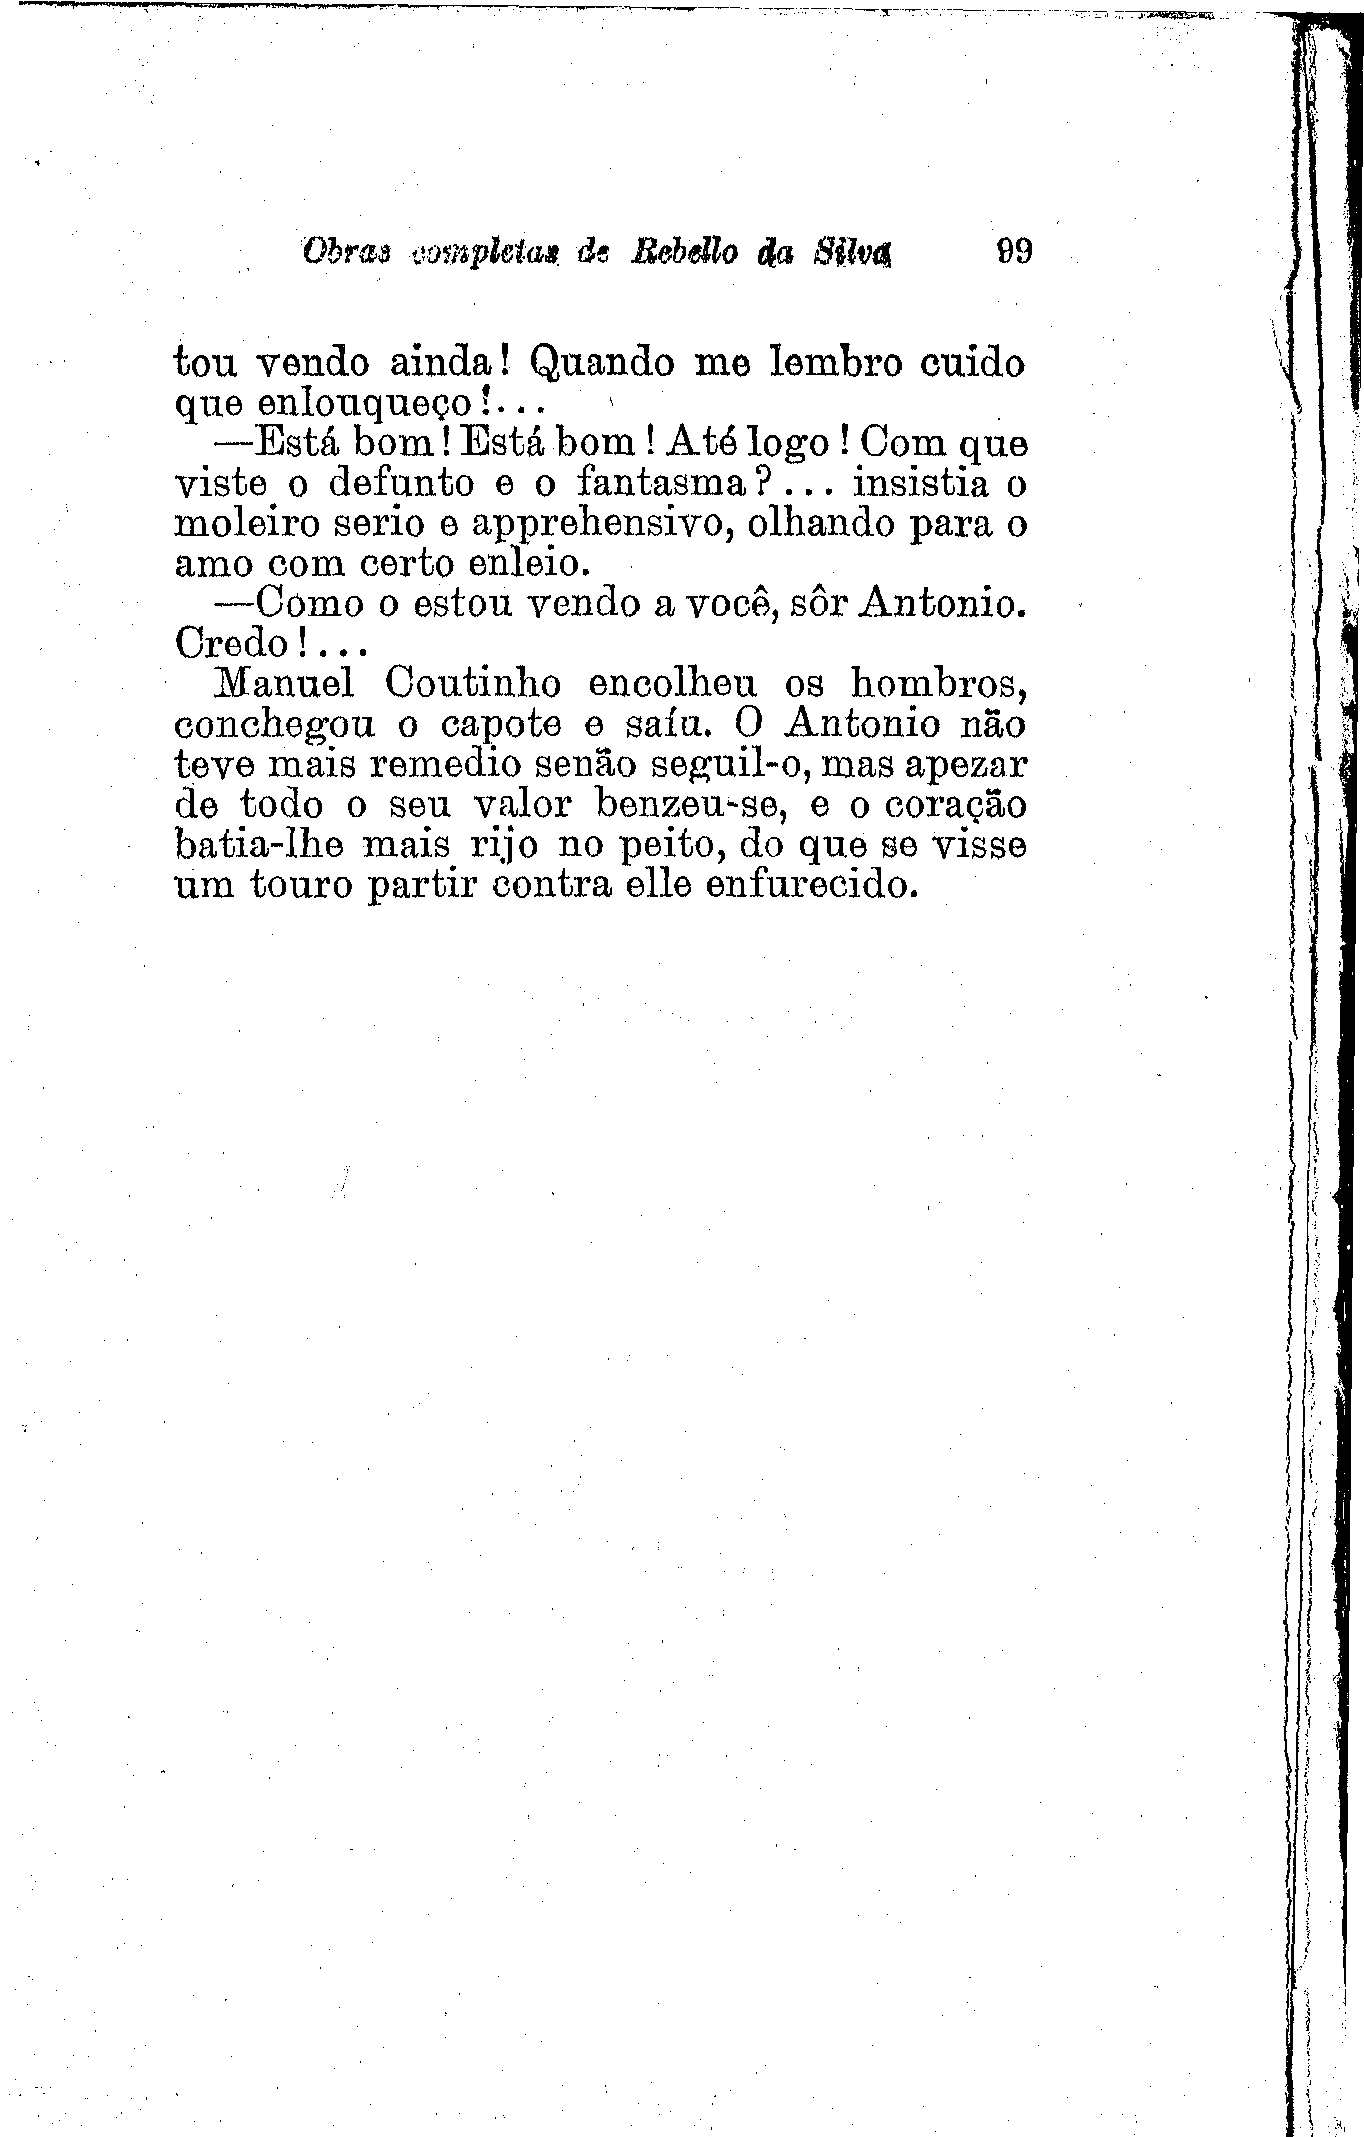 Obras completas de Rebello da Silva 99
tou vendo ainda! Quando me lembro cuido
que enlouqueço!...
—Está bom! Está bom! Até logo! Com que
viste o defunto e o fantasma?... insistia o
moleiro serio e apprehensivo, olhando para o
amo com certo enleio.
—Como o estou vendo a você, sôr Antonio.
Credo!...
Manuel Coutinho encolheu os hombros,
conchegou o capote e saíu. O Antonio não
teve mais remedio senão seguil-o, mas apezar
de todo o seu valor benzeu-se, e o coração
batia-lhe mais rijo no peito, do que se visse
um touro partir contra elle enfurecido.